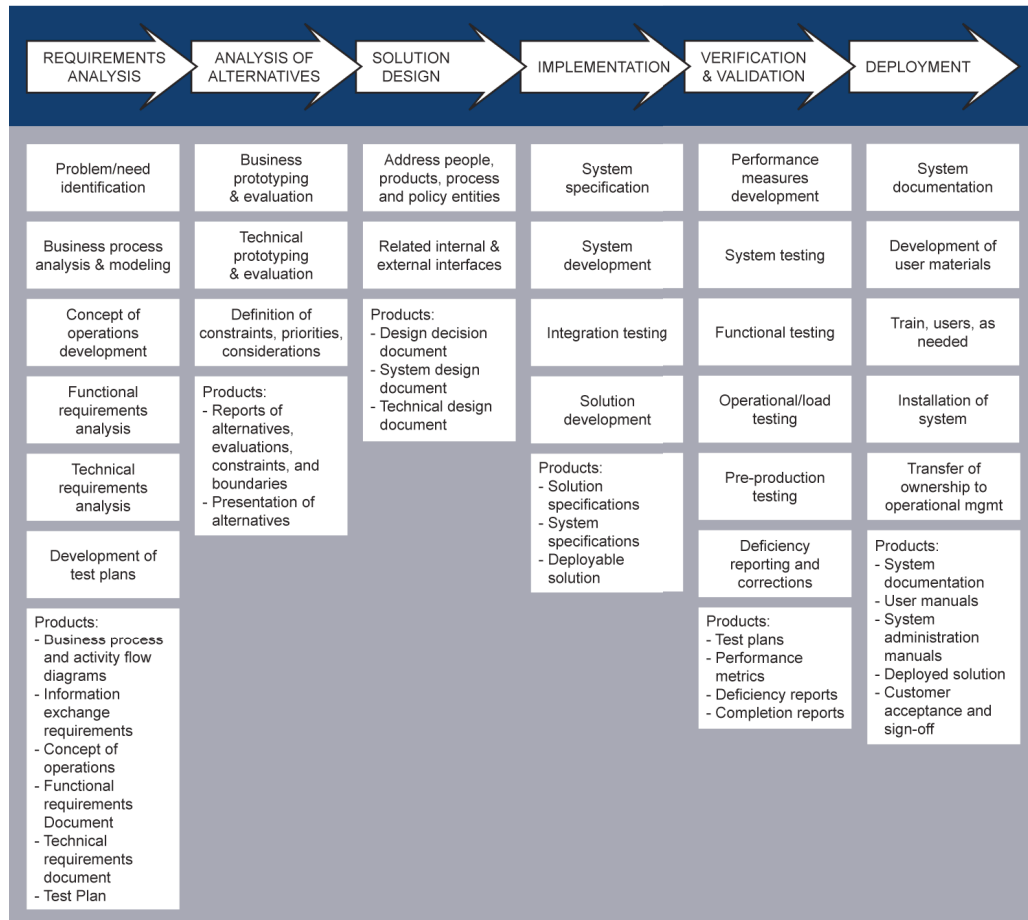 REQUIREMENTS
ANALYSIS
ANALYSIS OF
ALTERNATIVES
SOLUTION
DESIGN
IMPLEMENTATION
VERIFICATION
& VALIDATION
DEPLOYMENT
Problem/need
identification
Business process
analysis & modeling
Concept of
operations
development
Functional
requirements
analysis
Technical
requirements
analysis
Development of
test plans
Products:
- Business process
and activity flow
diagrams
- Information
exchange
requirements
- Concept of
operations
- Functional
requirements
Document
- Technical
requirements
document
- Test Plan
Business
prototyping
& evaluation
Technical
prototyping
& evaluation
Definition of
constraints, priorities,
considerations
Products:
- Reports of
alternatives,
evaluations,
constraints, and
boundaries
- Presentation of
alternatives
Address people,
products, process
and policy entities
Related internal &
external interfaces
Products:
- Design decision
document
- System design
document
- Technical design
document
System
specification
System
development
Integration testing
Solution
development
Products:
- Solution
specifications
- System
specifications
- Deployable
solution
Performance
measures
development
System testing
Functional testing
Operational/load
testing
Pre-production
testing
Deficiency
reporting and
corrections
Products:
- Test plans
- Performance
metrics
- Deficiency reports
- Completion reports
System
documentation
Development of
user materials
Train, users, as
needed
Installation of
system
Transfer of
ownership to
operational mgmt
Products:
- System
documentation
- User manuals
- System
administration
manuals
- Deployed solution
- Customer
acceptance and
sign-off